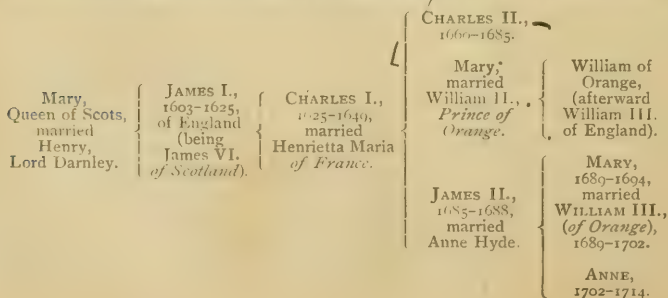 Mary,
Queen of Scots,
married
Henry,
Lord Darnley.
JAMES I.,
1603-1625,
of England
(being
James VI.
of Scotland).
CHARLES I.,
1625-1649,
married
Henrietta Maria
of France.
CHARLES II.,
1660-1685.
Mary,
married
William II.,
Prince of
Orange.
William of
Orange,
(afterward
William III.
of England).
JAMES II.,
1685-1688,
married
Anne Hyde.
MARY,
1689-1694,
married
WILLIAM III.,
(of Orange),
1689-1702.
ANNE,
1702-1714.